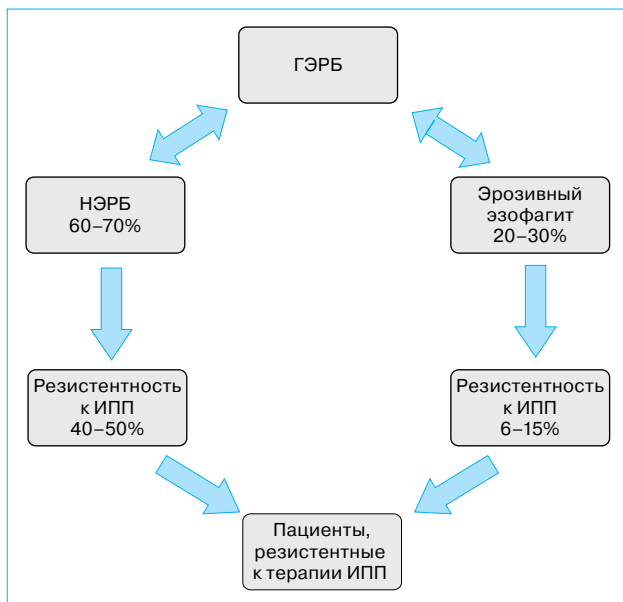 ГЭРБ
НЭРБ
60–70%
Эрозивный
эзофагит
20–30%
Резистентность
к ИПП
40–50%
Резистентность
к ИПП
6–15%
Пациенты,
резистентные
к терапии ИПП